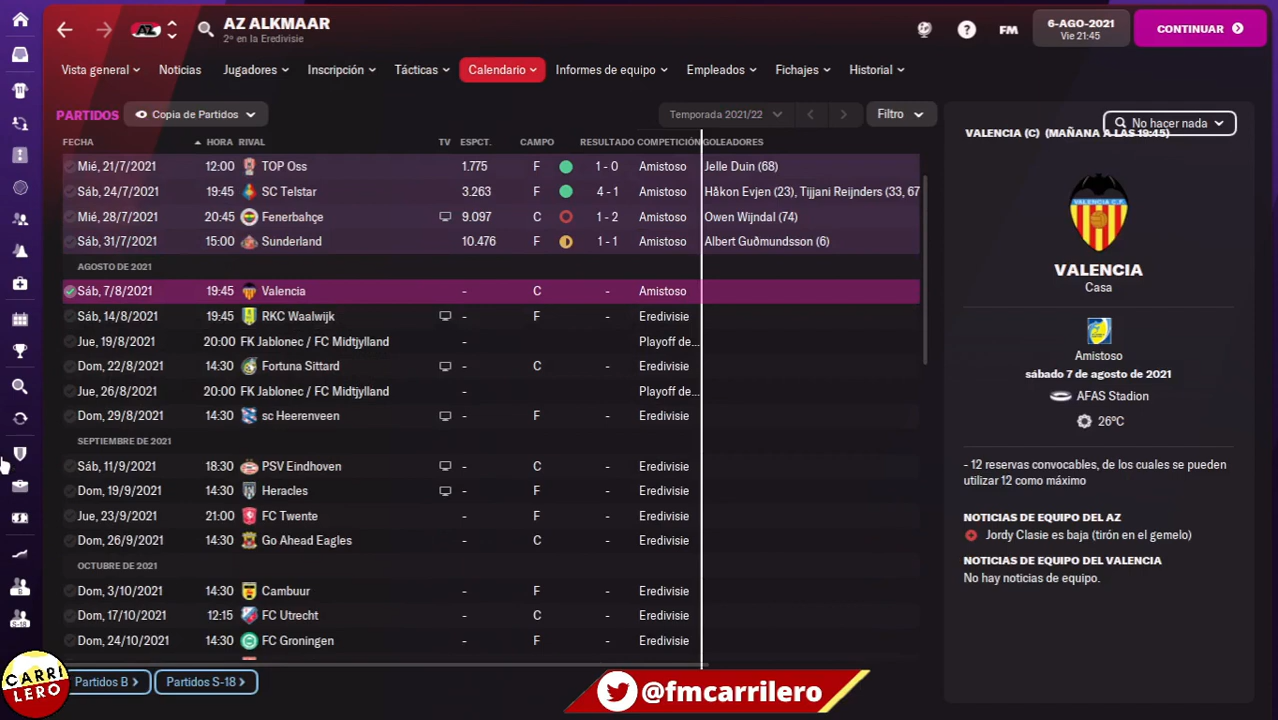 AZ ALKMAAR
2º en la Eredivisie
FM
6-AGO-2021
Vie 21:45
CONTINUAR
Vista general
Noticias
Jugadores
Inscripción
Tácticas
Calendario
Informes de equipo
Empleados
Fichajes
Historial
PARTIDOS
Copia de Partidos
Temporada 2021/22
Filtro
FECHA HORA RIVAL TV ESPCT. CAMPO RESULTADO COMPETICIÓN GOLEADORES
Mié, 21/7/2021 12:00 TOP Oss 1.775 F 1 - 0 Amistoso Jelle Duin (68)
Sáb, 24/7/2021 19:45 SC Telstar 3.263 F 4 - 1 Amistoso Håkon Evjen (23), Tijjani Reijnders (33, 67
Mié, 28/7/2021 20:45 Fenerbahçe 9.097 C 1 - 2 Amistoso Owen Wijndal (74)
Sáb, 31/7/2021 15:00 Sunderland 10.476 F 1 - 1 Amistoso Albert Guðmundsson (6)
AGOSTO DE 2021
Sáb, 7/8/2021 19:45 Valencia - C - Amistoso
Sáb, 14/8/2021 19:45 RKC Waalwijk - F - Eredivisie
Jue, 19/8/2021 20:00 FK Jablonec / FC Midtjylland - - Playoff de...
Dom, 22/8/2021 14:30 Fortuna Sittard - C - Eredivisie
Jue, 26/8/2021 20:00 FK Jablonec / FC Midtjylland - - Playoff de...
Dom, 29/8/2021 14:30 sc Heerenveen - F - Eredivisie
SEPTIEMBRE DE 2021
Sáb, 11/9/2021 18:30 PSV Eindhoven - C - Eredivisie
Dom, 19/9/2021 14:30 Heracles - F - Eredivisie
Jue, 23/9/2021 21:00 FC Twente - F - Eredivisie
Dom, 26/9/2021 14:30 Go Ahead Eagles - C - Eredivisie
OCTUBRE DE 2021
Dom, 3/10/2021 14:30 Cambuur - F - Eredivisie
Dom, 17/10/2021 12:15 FC Utrecht - C - Eredivisie
Dom, 24/10/2021 14:30 FC Groningen - F - Eredivisie
Partidos B
Partidos S-18
No hacer nada
VALENCIA (C) (MAÑANA A LAS 19:45)
VALENCIA
Casa
Amistoso
sábado 7 de agosto de 2021
AFAS Stadion
26ºC
- 12 reservas convocables, de los cuales se pueden
utilizar 12 como máximo
NOTICIAS DE EQUIPO DEL AZ
Jordy Clasie es baja (tirón en el gemelo)
NOTICIAS DE EQUIPO DEL VALENCIA
No hay noticias de equipo.
B
S-18
CARRI
LERO
@fmcarrilero